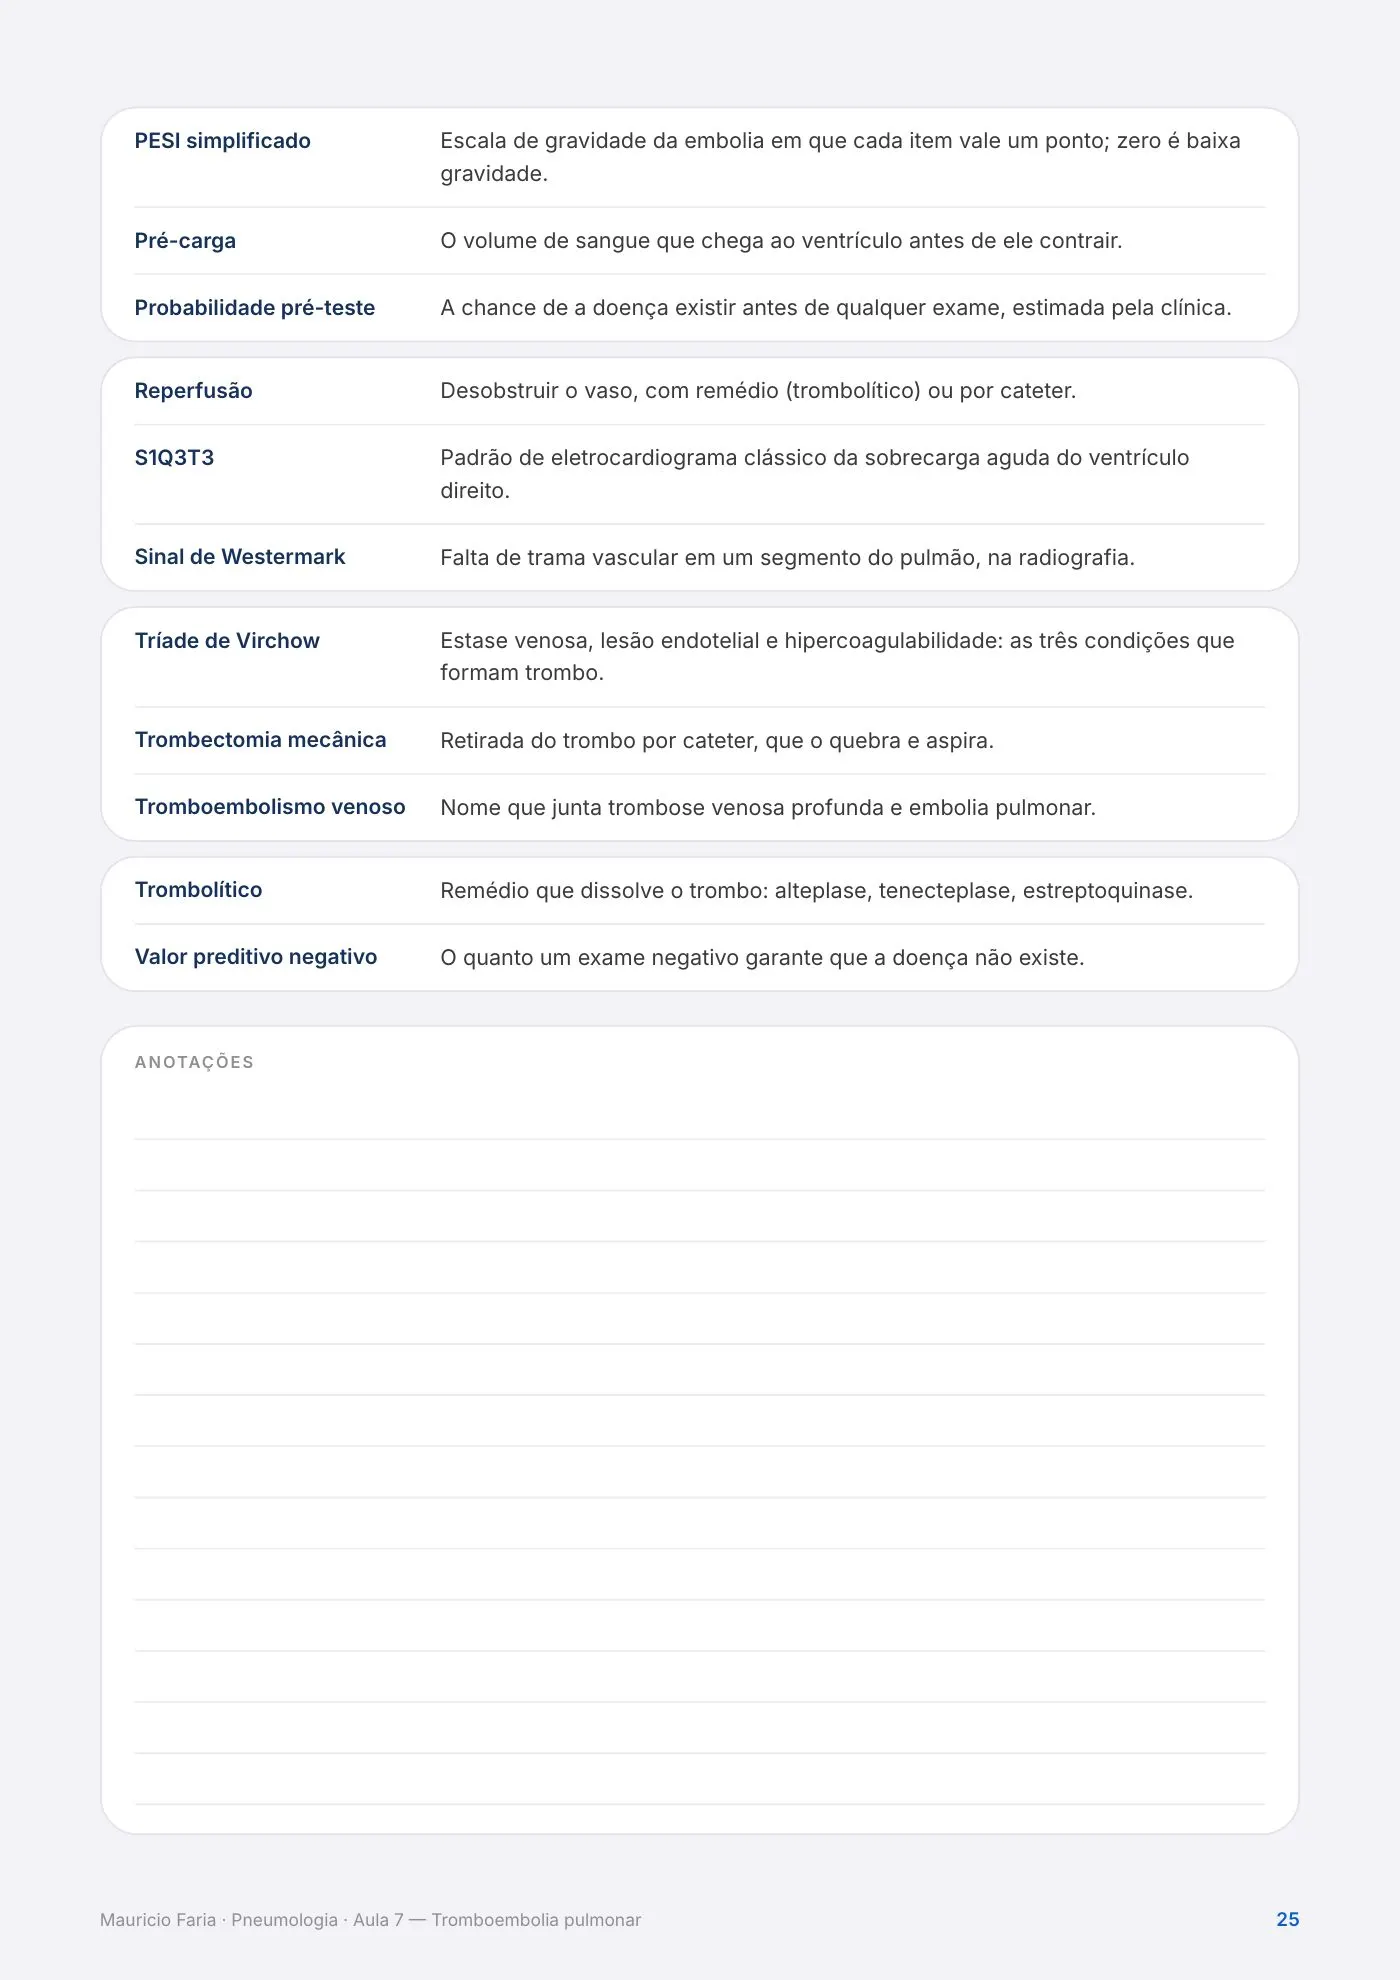 PESI simplificado
Escala de gravidade da embolia em que cada item vale um ponto; zero é baixa
gravidade.
Pré-carga
O volume de sangue que chega ao ventrículo antes de ele contrair.
Probabilidade pré-teste
A chance de a doença existir antes de qualquer exame, estimada pela clínica.
Reperfusão
Desobstruir o vaso, com remédio (trombolítico) ou por cateter.
S1Q3T3
Padrão de eletrocardiograma clássico da sobrecarga aguda do ventrículo
direito.
Sinal de Westermark
Falta de trama vascular em um segmento do pulmão, na radiografia.
Tríade de Virchow
Estase venosa, lesão endotelial e hipercoagulabilidade: as três condições que
formam trombo.
Trombectomia mecânica
Retirada do trombo por cateter, que o quebra e aspira.
Tromboembolismo venoso
Nome que junta trombose venosa profunda e embolia pulmonar.
Trombolítico
Remédio que dissolve o trombo: alteplase, tenecteplase, estreptoquinase.
Valor preditivo negativo
O quanto um exame negativo garante que a doença não existe.
ANOTAÇÕES
Mauricio Faria · Pneumologia · Aula 7 — Tromboembolia pulmonar
25